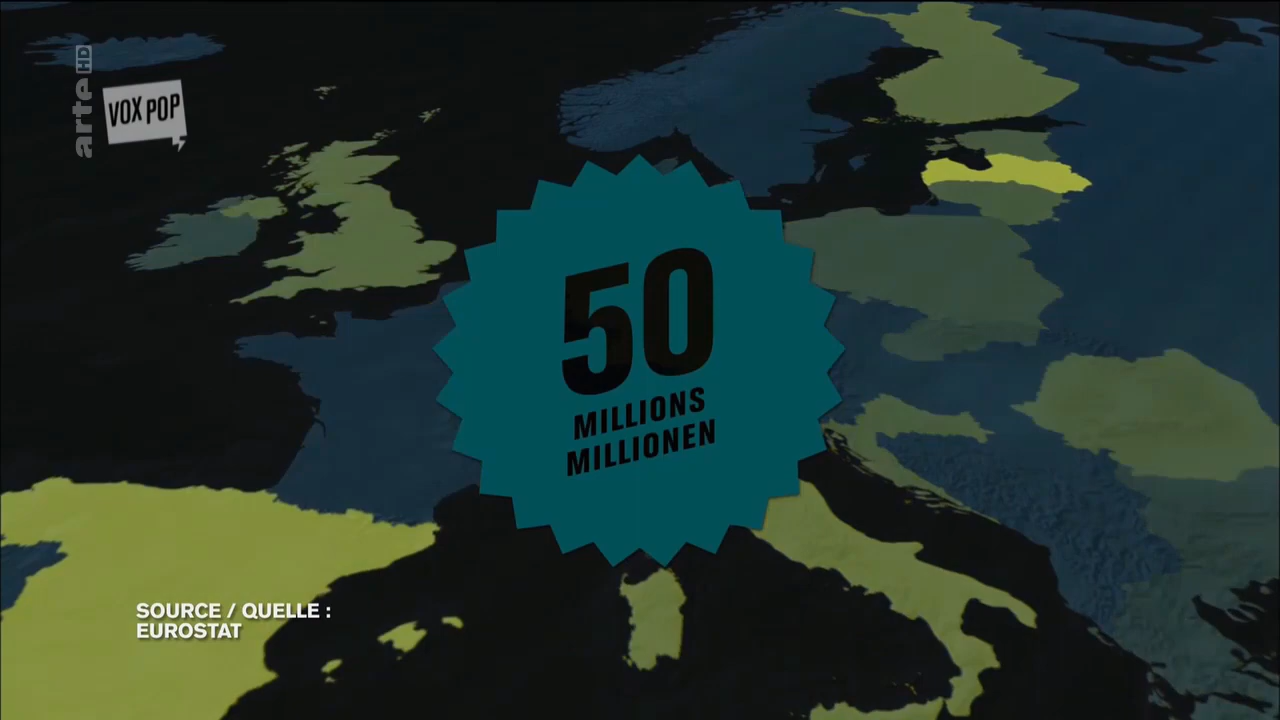 arte HD
VOX POP
50
MILLIONS
MILLIONEN
SOURCE / QUELLE :
EUROSTAT